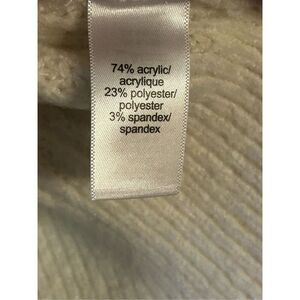 74% acrylic/
acrylique
23% polyester/
polyester
3% spandex/
spandex